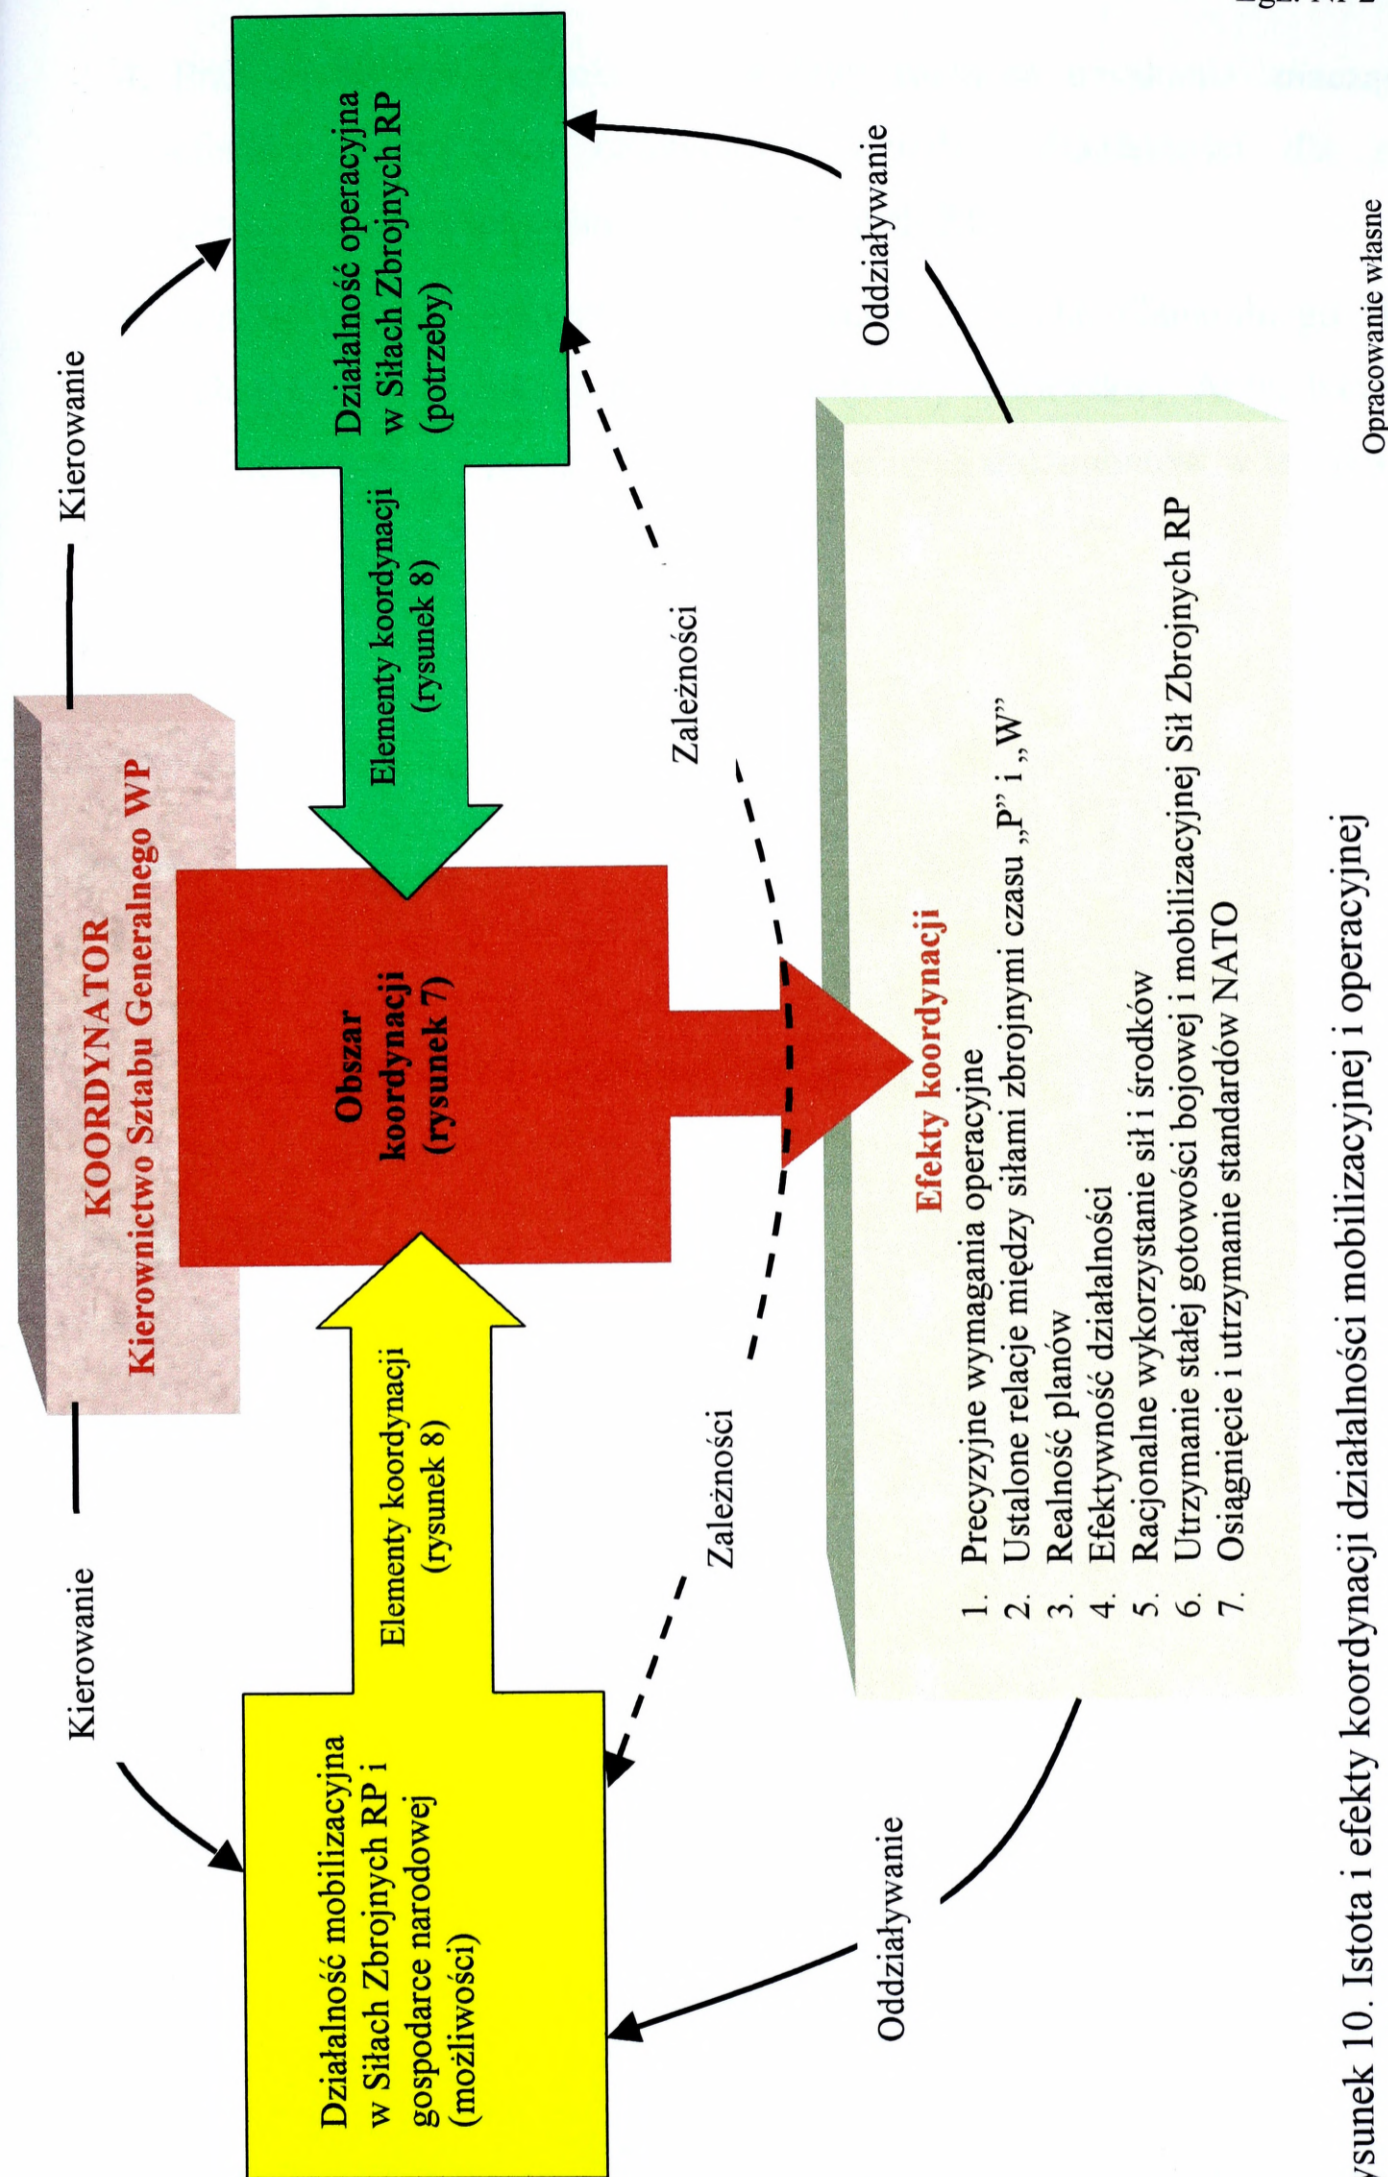 KOORDYNATOR
Kierownictwo Sztabu Generalnego WP
Kierowanie
Kierowanie
Działalność mobilizacyjna
w Siłach Zbrojnych RP i
gospodarce narodowej
(możliwości)
Elementy koordynacji
(rysunek 8)
Obszar
koordynacji
(rysunek 7)
Elementy koordynacji
(rysunek 8)
Działalność operacyjna
w Siłach Zbrojnych RP
(potrzeby)
Zależności
Zależności
Oddziaływanie
Oddziaływanie
Efekty koordynacji
1. Precyzyjne wymagania operacyjne
2. Ustalone relacje między siłami zbrojnymi czasu „P” i „W”
3. Realność planów
4. Efektywność działalności
5. Racjonalne wykorzystanie sił i środków
6. Utrzymanie stałej gotowości bojowej i mobilizacyjnej Sił Zbrojnych RP
7. Osiągnięcie i utrzymanie standardów NATO
Opracowanie własne
ysunek 10. Istota i efekty koordynacji działalności mobilizacyjnej i operacyjnej